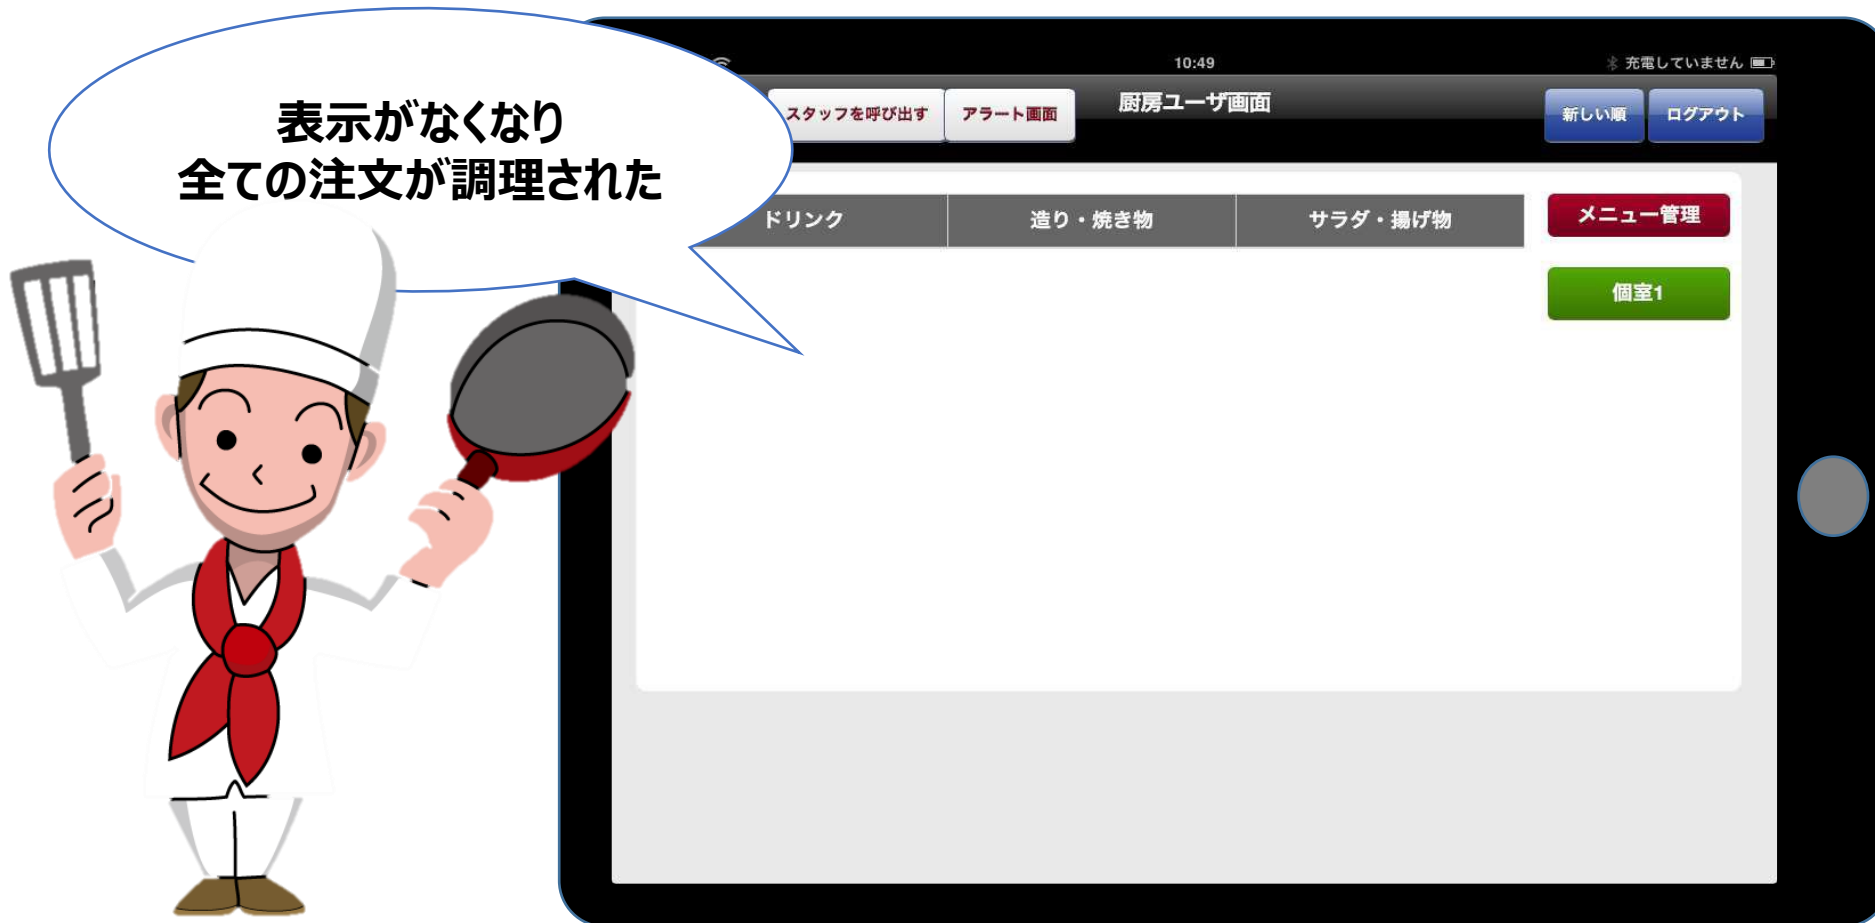 表示がなくなり
全ての注文が調理された
10:49
充電していません
スタッフを呼び出す
アラート画面
厨房ユーザ画面
新しい順
ログアウト
ドリンク
造り・焼き物
サラダ・揚げ物
メニュー管理
個室1